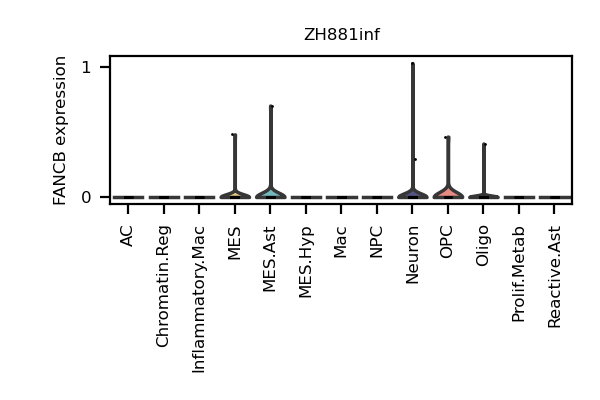 ZH881inf
FANCB expression
1
0
AC
Chromatin.Reg
Inflammatory.Mac
MES
MES.Ast
MES.Hyp
Mac
NPC
Neuron
OPC
Oligo
Prolif.Metab
Reactive.Ast